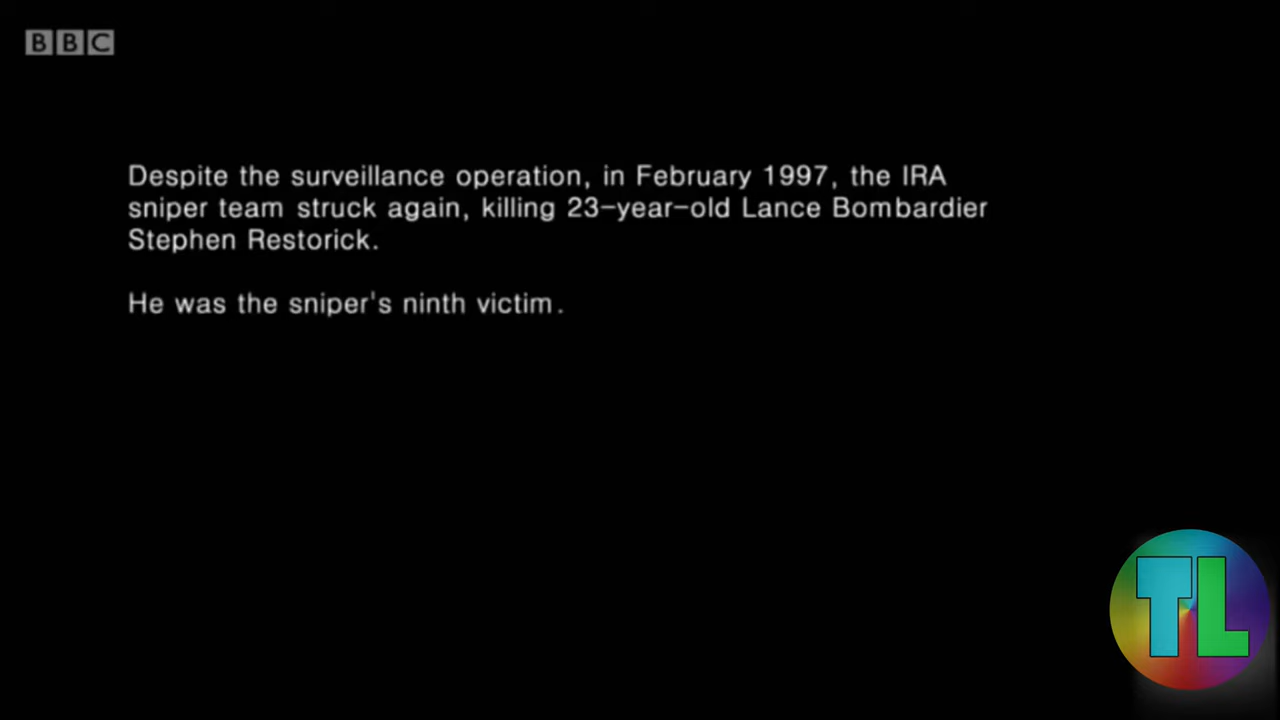 BBC
Despite the surveillance operation, in February 1997, the IRA
sniper team struck again, killing 23-year-old Lance Bombardier
Stephen Restorick.
He was the sniper's ninth victim.
TL